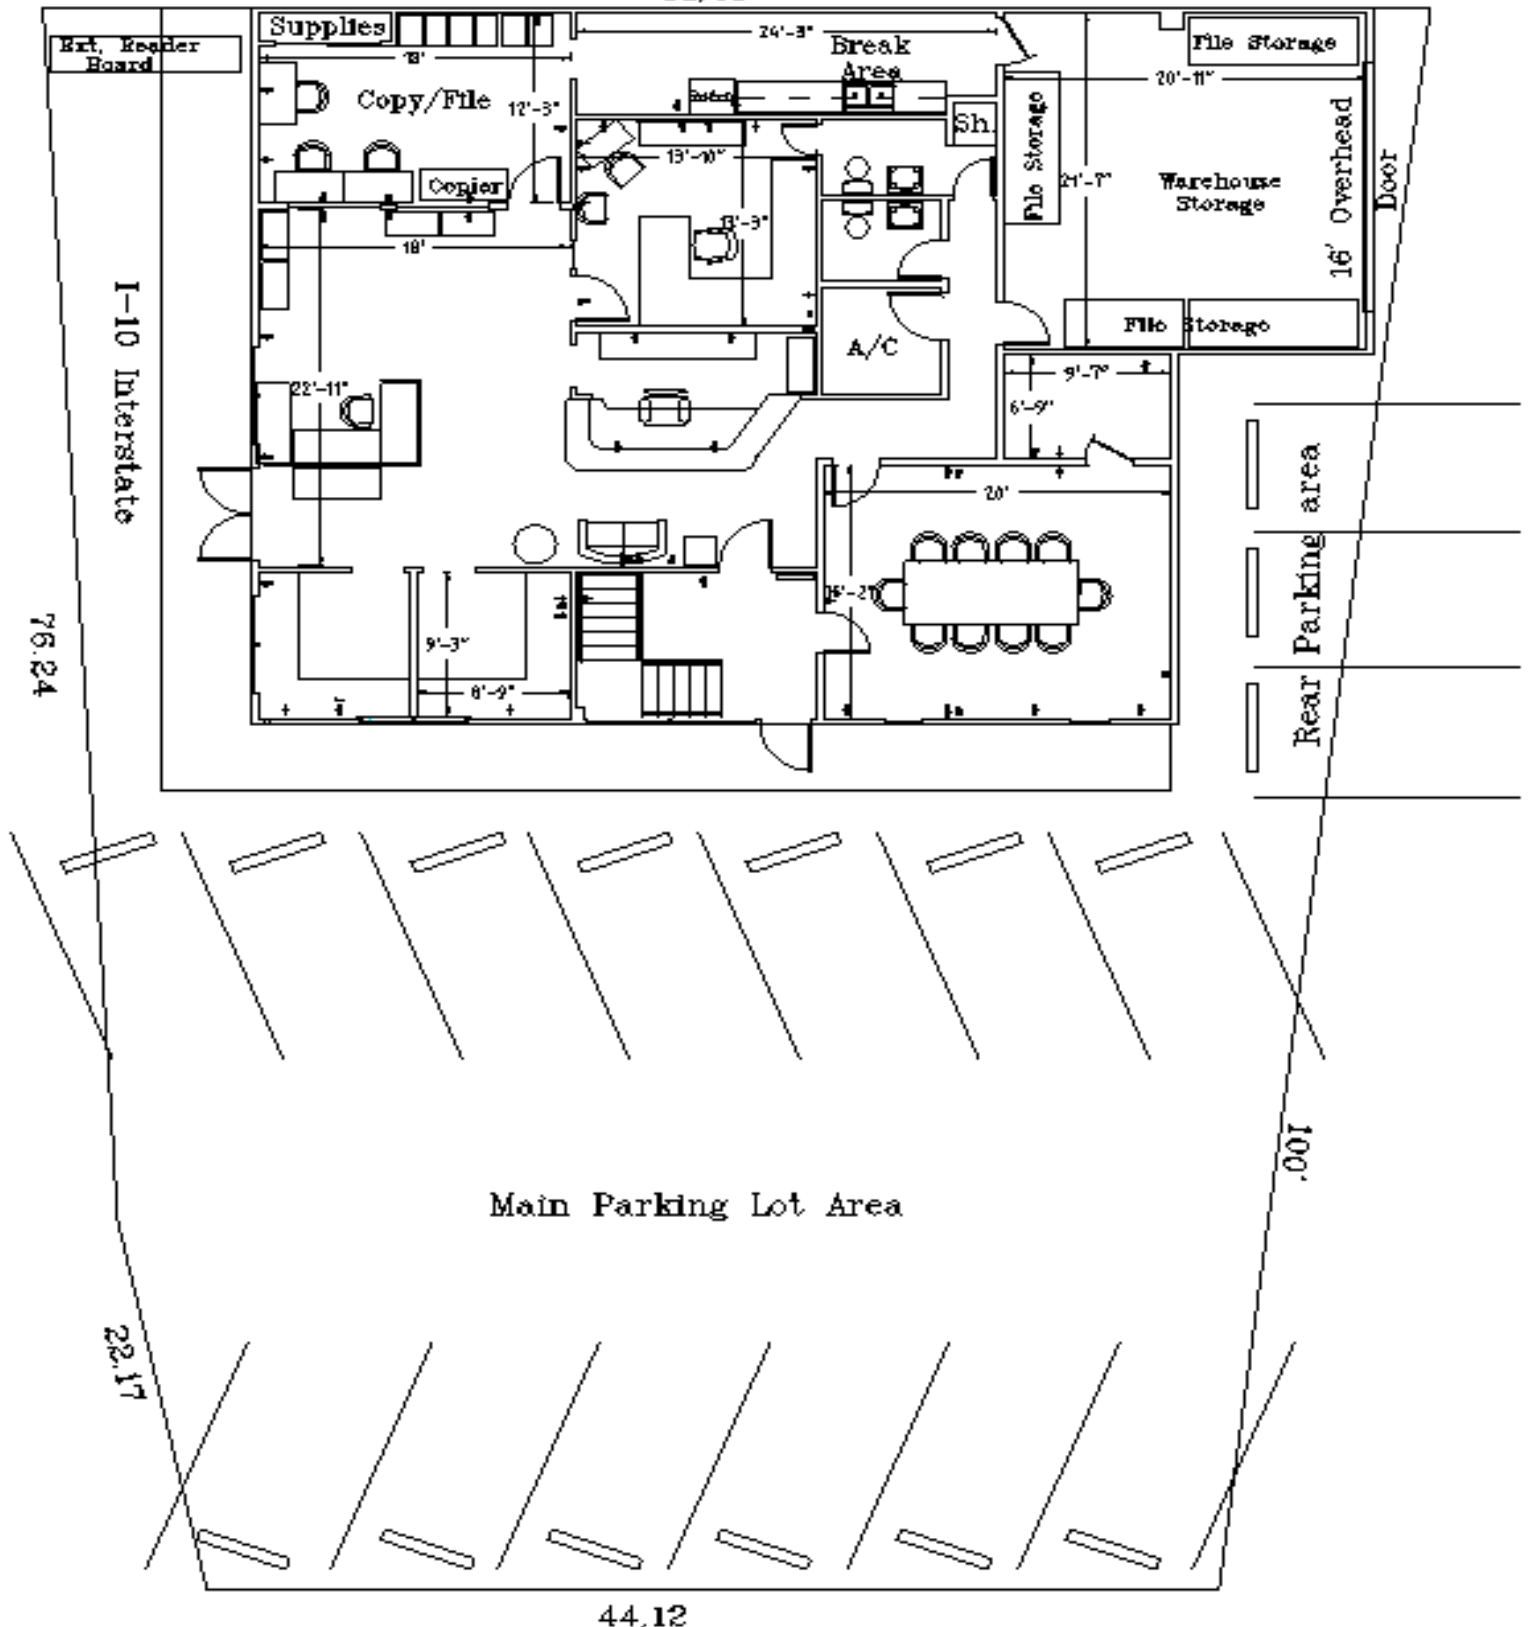 Supplies
24'-8"
Break
Area
File Storage
Ext. Reader
Board
18'
20'-11"
Copy/File
12'-3"
File Storage
16' Overhead
Door
Sh.
13'-10"
Copier
Warehouse
Storage
21'-7"
18'
13'-9"
I-10 Interstate
File Storage
A/C
22'-11"
9'-7"
6'-9"
20'
Rear Parking area
9'-3"
8'-9"
76.24
Main Parking Lot Area
100'
22.17
44.12